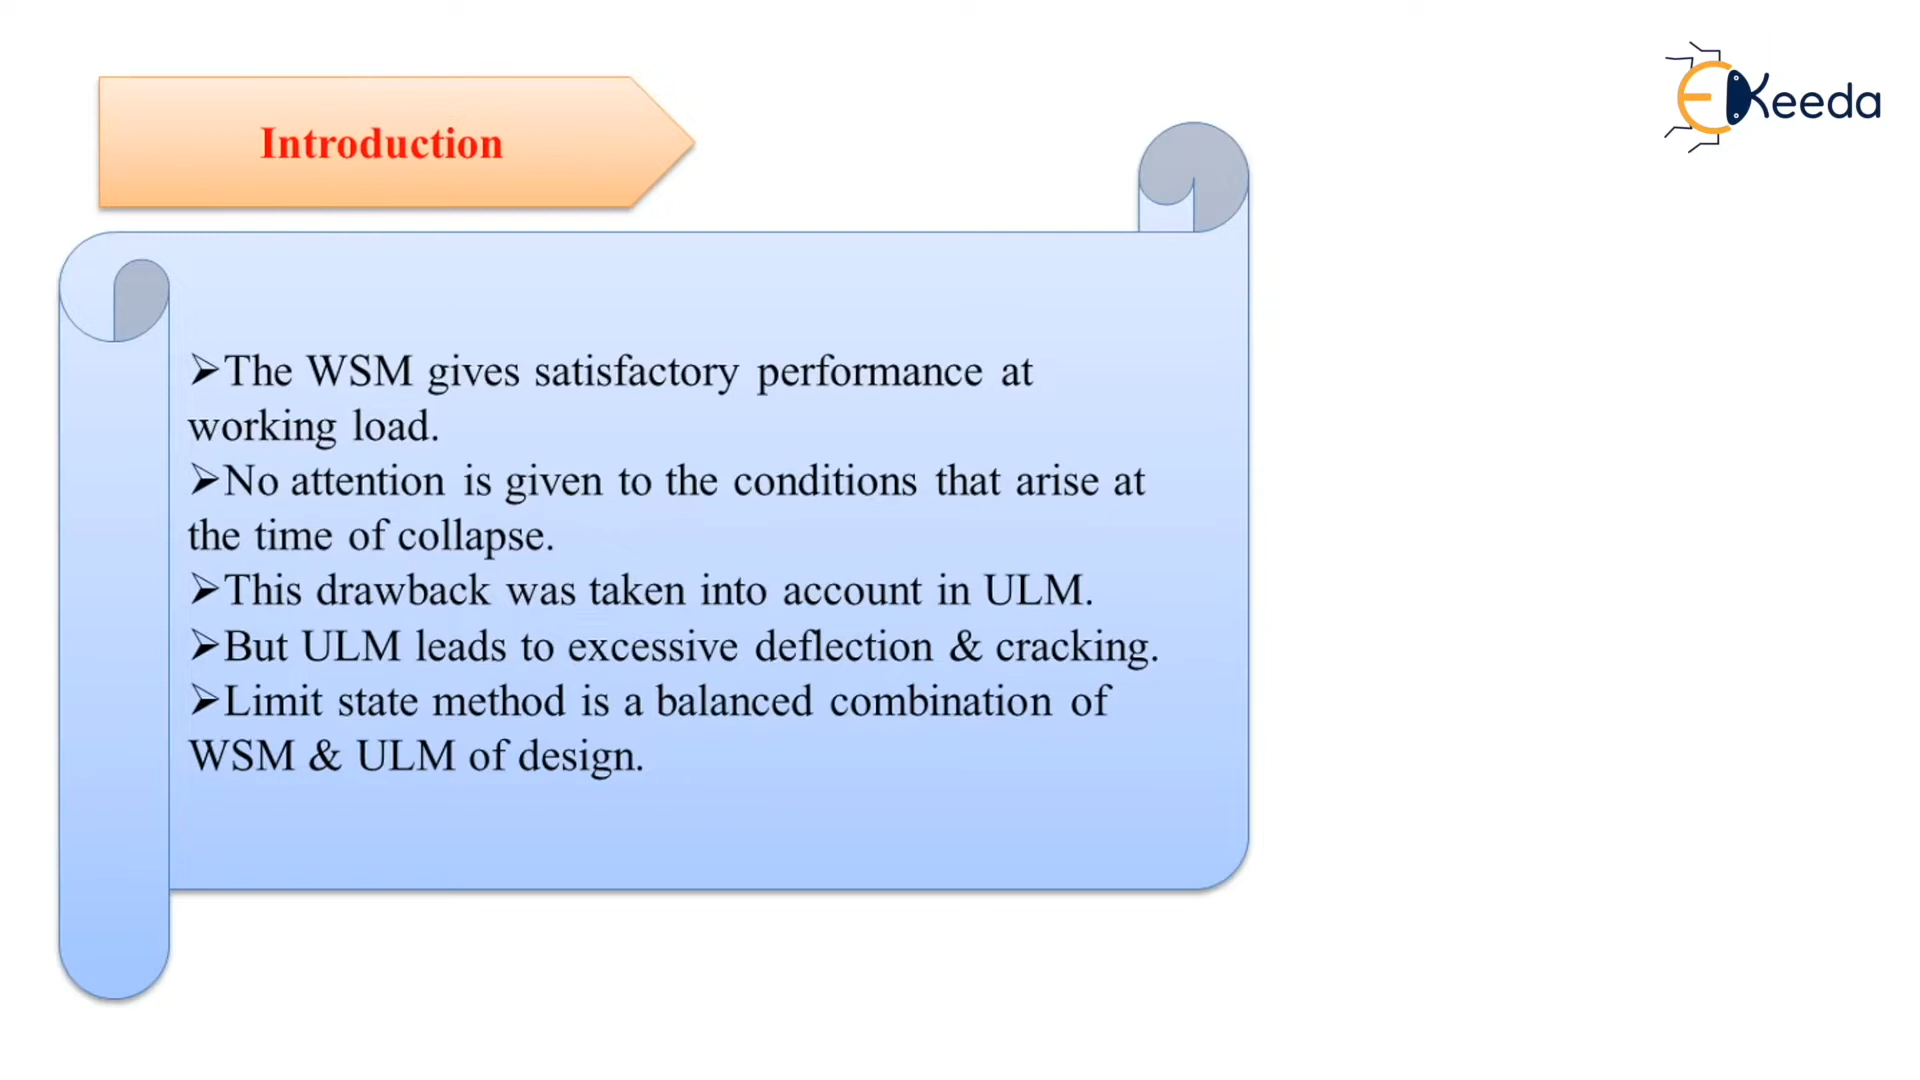 EKeeda
Introduction
➢The WSM gives satisfactory performance at
working load.
➢No attention is given to the conditions that arise at
the time of collapse.
➢This drawback was taken into account in ULM.
➢But ULM leads to excessive deflection & cracking.
➢Limit state method is a balanced combination of
WSM & ULM of design.